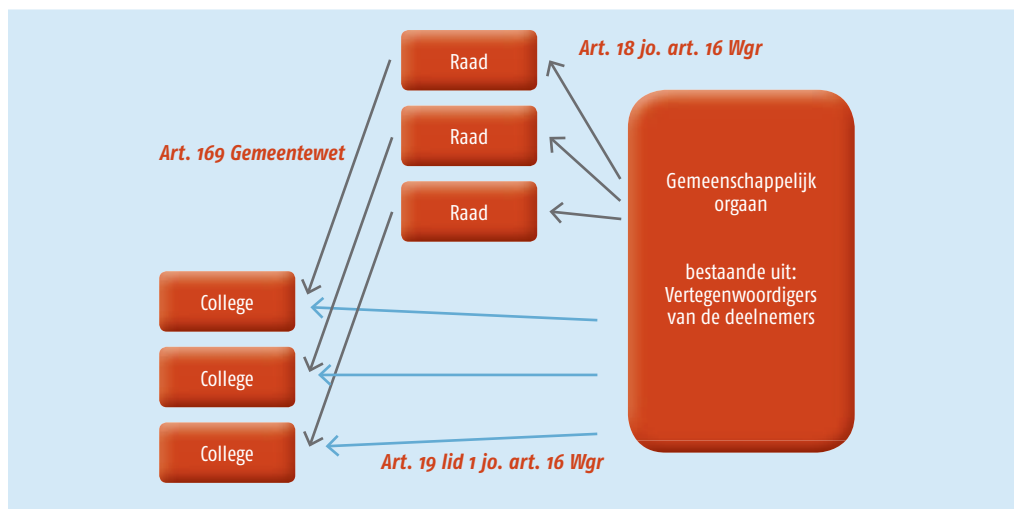 Raad
Art. 18 jo. art. 16 Wgr
Raad
Art. 169 Gemeentewet
Raad
Gemeenschappelijk
orgaan
bestaande uit:
Vertegenwoordigers
van de deelnemers
College
College
College
Art. 19 lid 1 jo. art. 16 Wgr